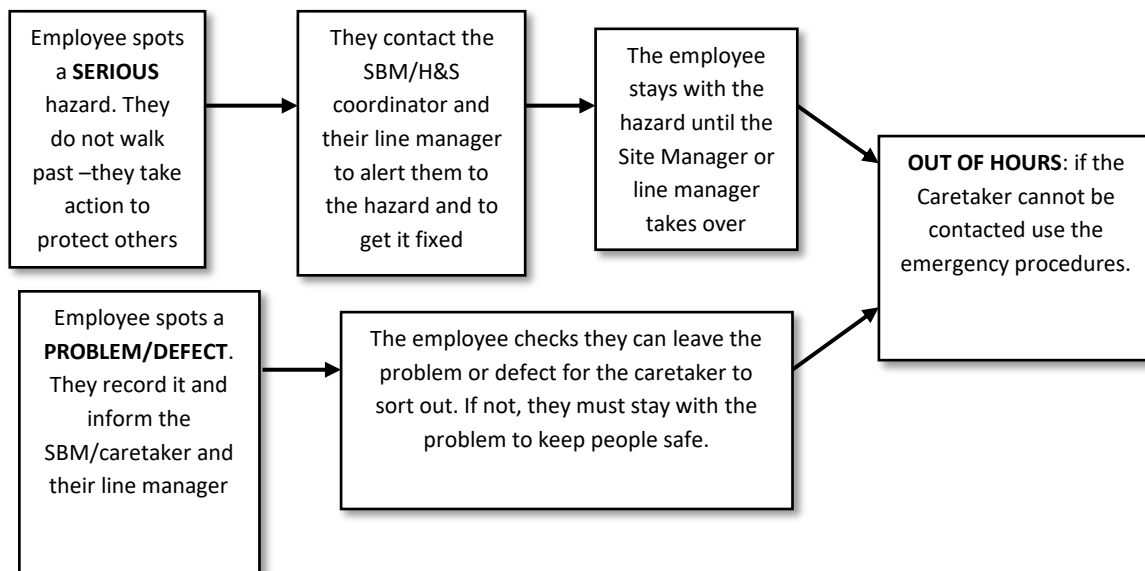 Employee spots
a SERIOUS
hazard. They
do not walk
past –they take
action to
protect others
They contact the
SBM/H&S
coordinator and
their line manager
to alert them to
the hazard and to
get it fixed
The employee
stays with the
hazard until the
Site Manager or
line manager
takes over
OUT OF HOURS: if the
Caretaker cannot be
contacted use the
emergency procedures.
Employee spots a
PROBLEM/DEFECT.
They record it and
inform the
SBM/caretaker and
their line manager
The employee checks they can leave the
problem or defect for the caretaker to
sort out. If not, they must stay with the
problem to keep people safe.